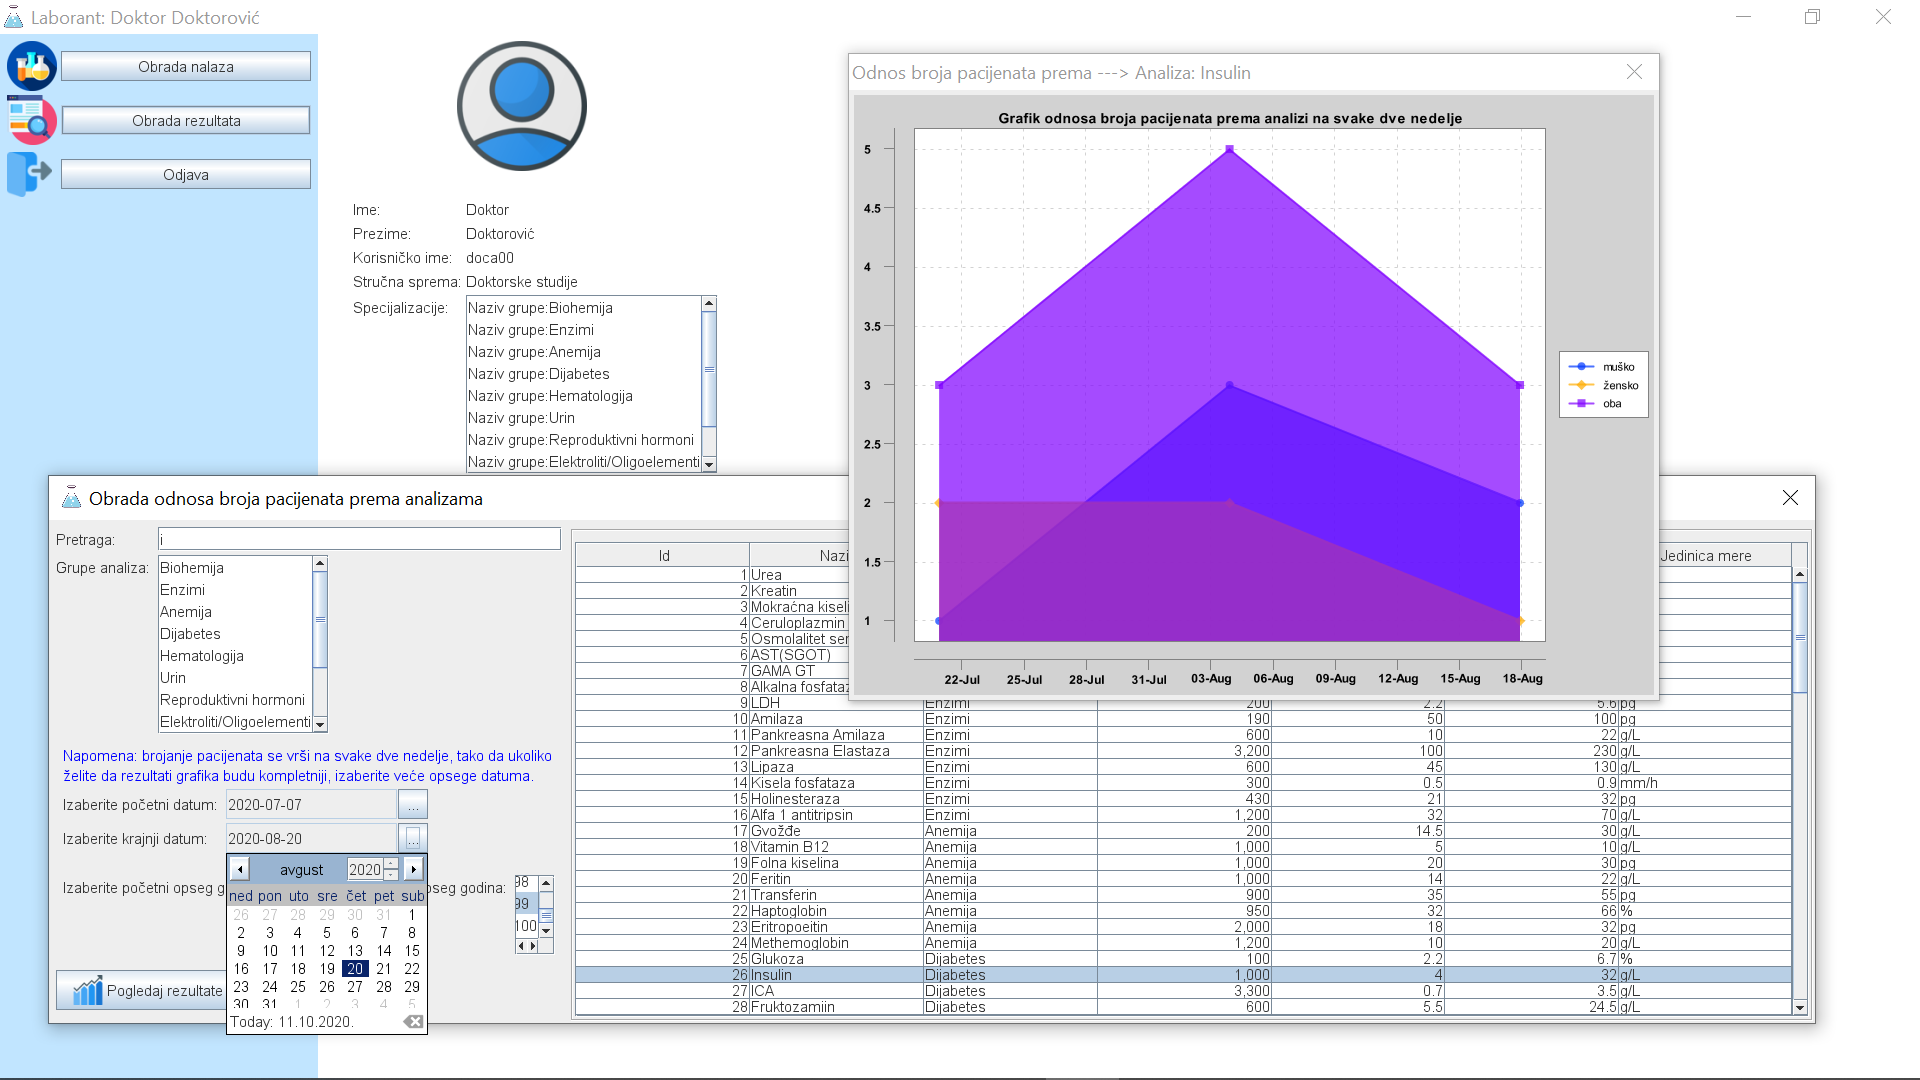 Laborant: Doktor Doktorović
Obrada nalaza
Obrada rezultata
Odjava
Ime: Doktor
Prezime: Doktorović
Korisničko ime: doca00
Stručna sprema: Doktorske studije
Specijalizacije:
Naziv grupe:Biohemija
Naziv grupe:Enzimi
Naziv grupe:Anemija
Naziv grupe:Dijabetes
Naziv grupe:Hematologija
Naziv grupe:Urin
Naziv grupe:Reproduktivni hormoni
Naziv grupe:Elektroliti/Oligoelementi
Odnos broja pacijenata prema ---> Analiza: Insulin
Grafik odnosa broja pacijenata prema analizi na svake dve nedelje
5
4.5
4
3.5
3
2.5
2
1.5
1
22-Jul 25-Jul 28-Jul 31-Jul 03-Aug 06-Aug 09-Aug 12-Aug 15-Aug 18-Aug
muško
žensko
oba
Obrada odnosa broja pacijenata prema analizama
Pretraga: i
Grupe analiza:
Biohemija
Enzimi
Anemija
Dijabetes
Hematologija
Urin
Reproduktivni hormoni
Elektroliti/Oligoelementi
Napomena: brojanje pacijenata se vrši na svake dve nedelje, tako da ukoliko
želite da rezultati grafika budu kompletniji, izaberite veće opsege datuma.
Izaberite početni datum: 2020-07-07 ...
Izaberite krajnji datum: 2020-08-20 ...
Izaberite početni opseg g
opseg godina:
98
99
100
avgust 2020
ned pon uto sre čet pet sub
26 27 28 29 30 31 1
2 3 4 5 6 7 8
9 10 11 12 13 14 15
16 17 18 19 20 21 22
23 24 25 26 27 28 29
30 31 1 2 3 4 5
Today: 11.10.2020.
Pogledaj rezultate
Id Nazi Jedinica mere
1 Urea
2 Kreatin
3 Mokraćna kiseli
4 Ceruloplazmin
5 Osmolalitet ser
6 AST(SGOT)
7 GAMA GT
8 Alkalna fosfataz
9 LDH Enzimi 200 2.2 5.6 pg
10 Amilaza Enzimi 190 50 100 pg
11 Pankreasna Amilaza Enzimi 600 10 22 g/L
12 Pankreasna Elastaza Enzimi 3,200 100 230 g/L
13 Lipaza Enzimi 600 45 130 g/L
14 Kisela fosfataza Enzimi 300 0.5 0.9 mm/h
15 Holinesteraza Enzimi 430 21 32 pg
16 Alfa 1 antitripsin Enzimi 1,200 32 70 g/L
17 Gvožđe Anemija 200 14.5 30 g/L
18 Vitamin B12 Anemija 1,000 5 10 g/L
19 Folna kiselina Anemija 1,000 20 30 pg
20 Feritin Anemija 1,000 14 22 g/L
21 Transferin Anemija 900 35 55 pg
22 Haptoglobin Anemija 950 32 66 %
23 Eritropoeitin Anemija 2,000 18 32 pg
24 Methemoglobin Anemija 1,200 10 20 g/L
25 Glukoza Dijabetes 100 2.2 6.7 %
26 Insulin Dijabetes 1,000 4 32 g/L
27 ICA Dijabetes 3,300 0.7 3.5 g/L
28 Fruktozamiin Dijabetes 600 5.5 24.5 g/L